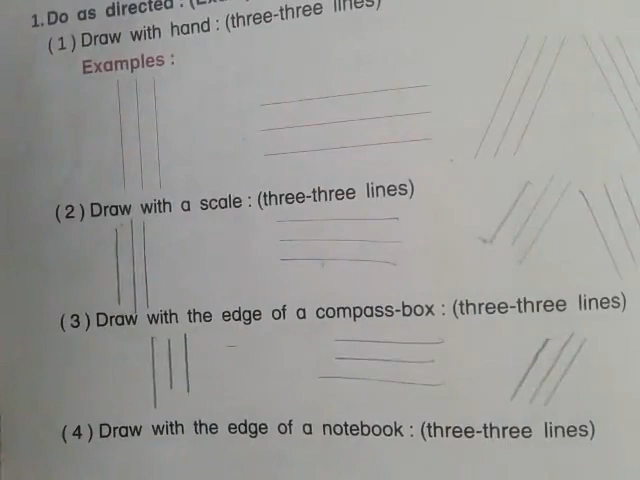 1. Do as directed : (Ex
(1) Draw with hand : (three-three lines)
Examples :
(2) Draw with a scale : (three-three lines)
(3) Draw with the edge of a compass-box : (three-three lines)
(4) Draw with the edge of a notebook : (three-three lines)